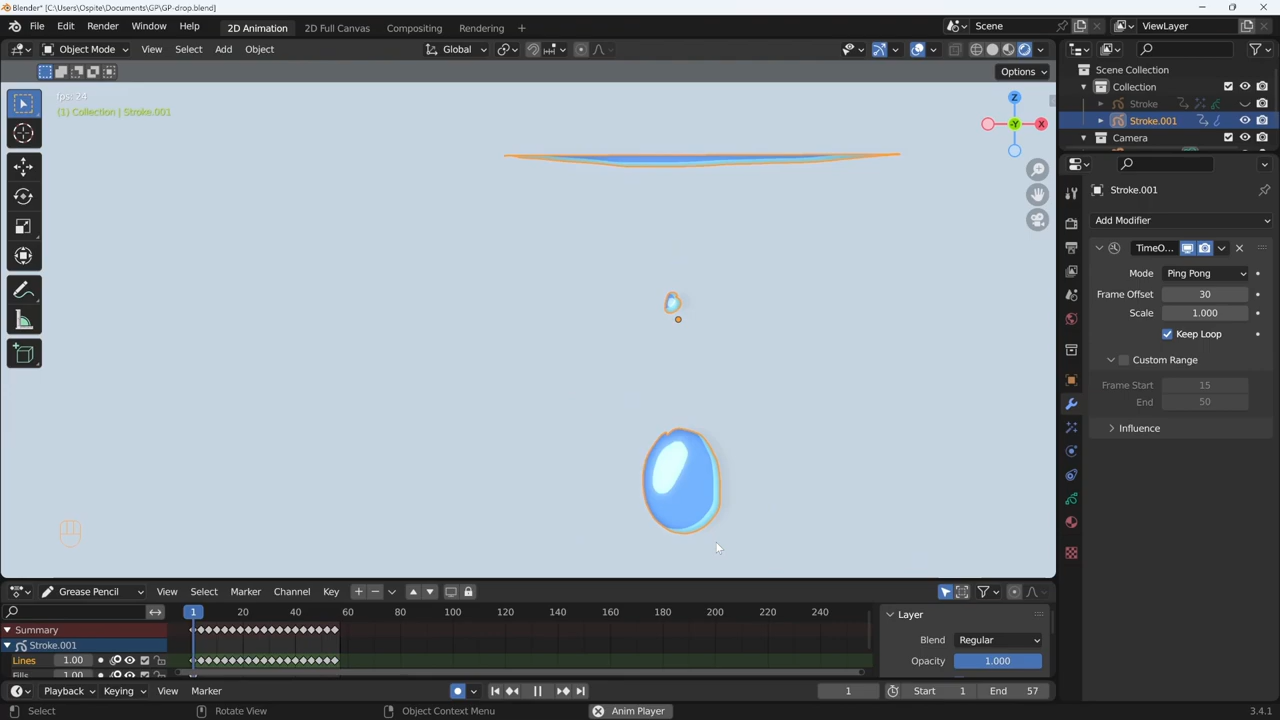 Blender* [C:\Users\Ospite\Documents\GP\GP-drop.blend]
File Edit Render Window Help 2D Animation 2D Full Canvas Compositing Rendering + Scene ViewLayer
Object Mode View Select Add Object Global
Options
fps: 24
(1) Collection | Stroke.001
Z
-Y
X
Scene Collection
Collection
Stroke
Stroke.001
Camera
Stroke.001
Add Modifier
TimeO...
Mode Ping Pong
Frame Offset 30
Scale 1.000
Keep Loop
Custom Range
Frame Start 15
End 50
Influence
Grease Pencil View Select Marker Channel Key
1 20 40 60 80 100 120 140 160 180 200 220 240
Summary
Stroke.001
Lines 1.00
Fills 1.00
Layer
Blend Regular
Opacity 1.000
Playback Keying View Marker 1 Start 1 End 57
Select Rotate View Object Context Menu Anim Player 3.4.1